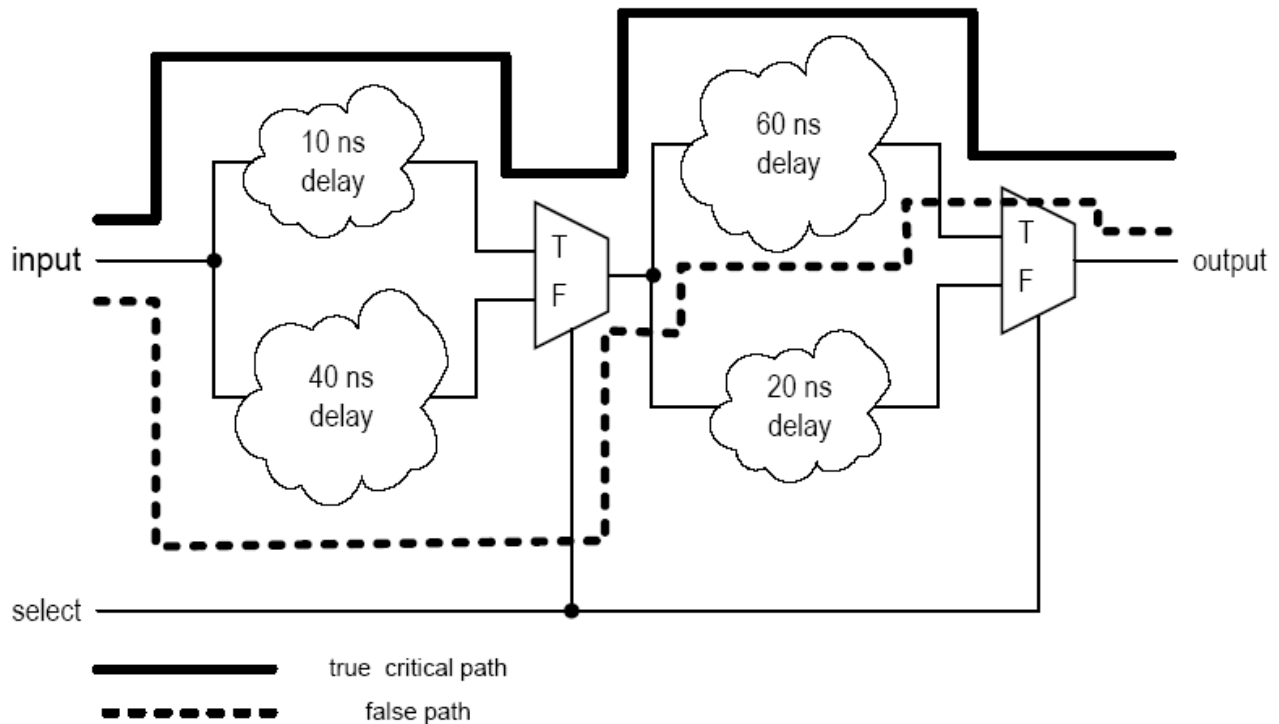 10 ns
delay
60 ns
delay
T
F
T
F
input
output
40 ns
delay
20 ns
delay
select
true critical path
false path